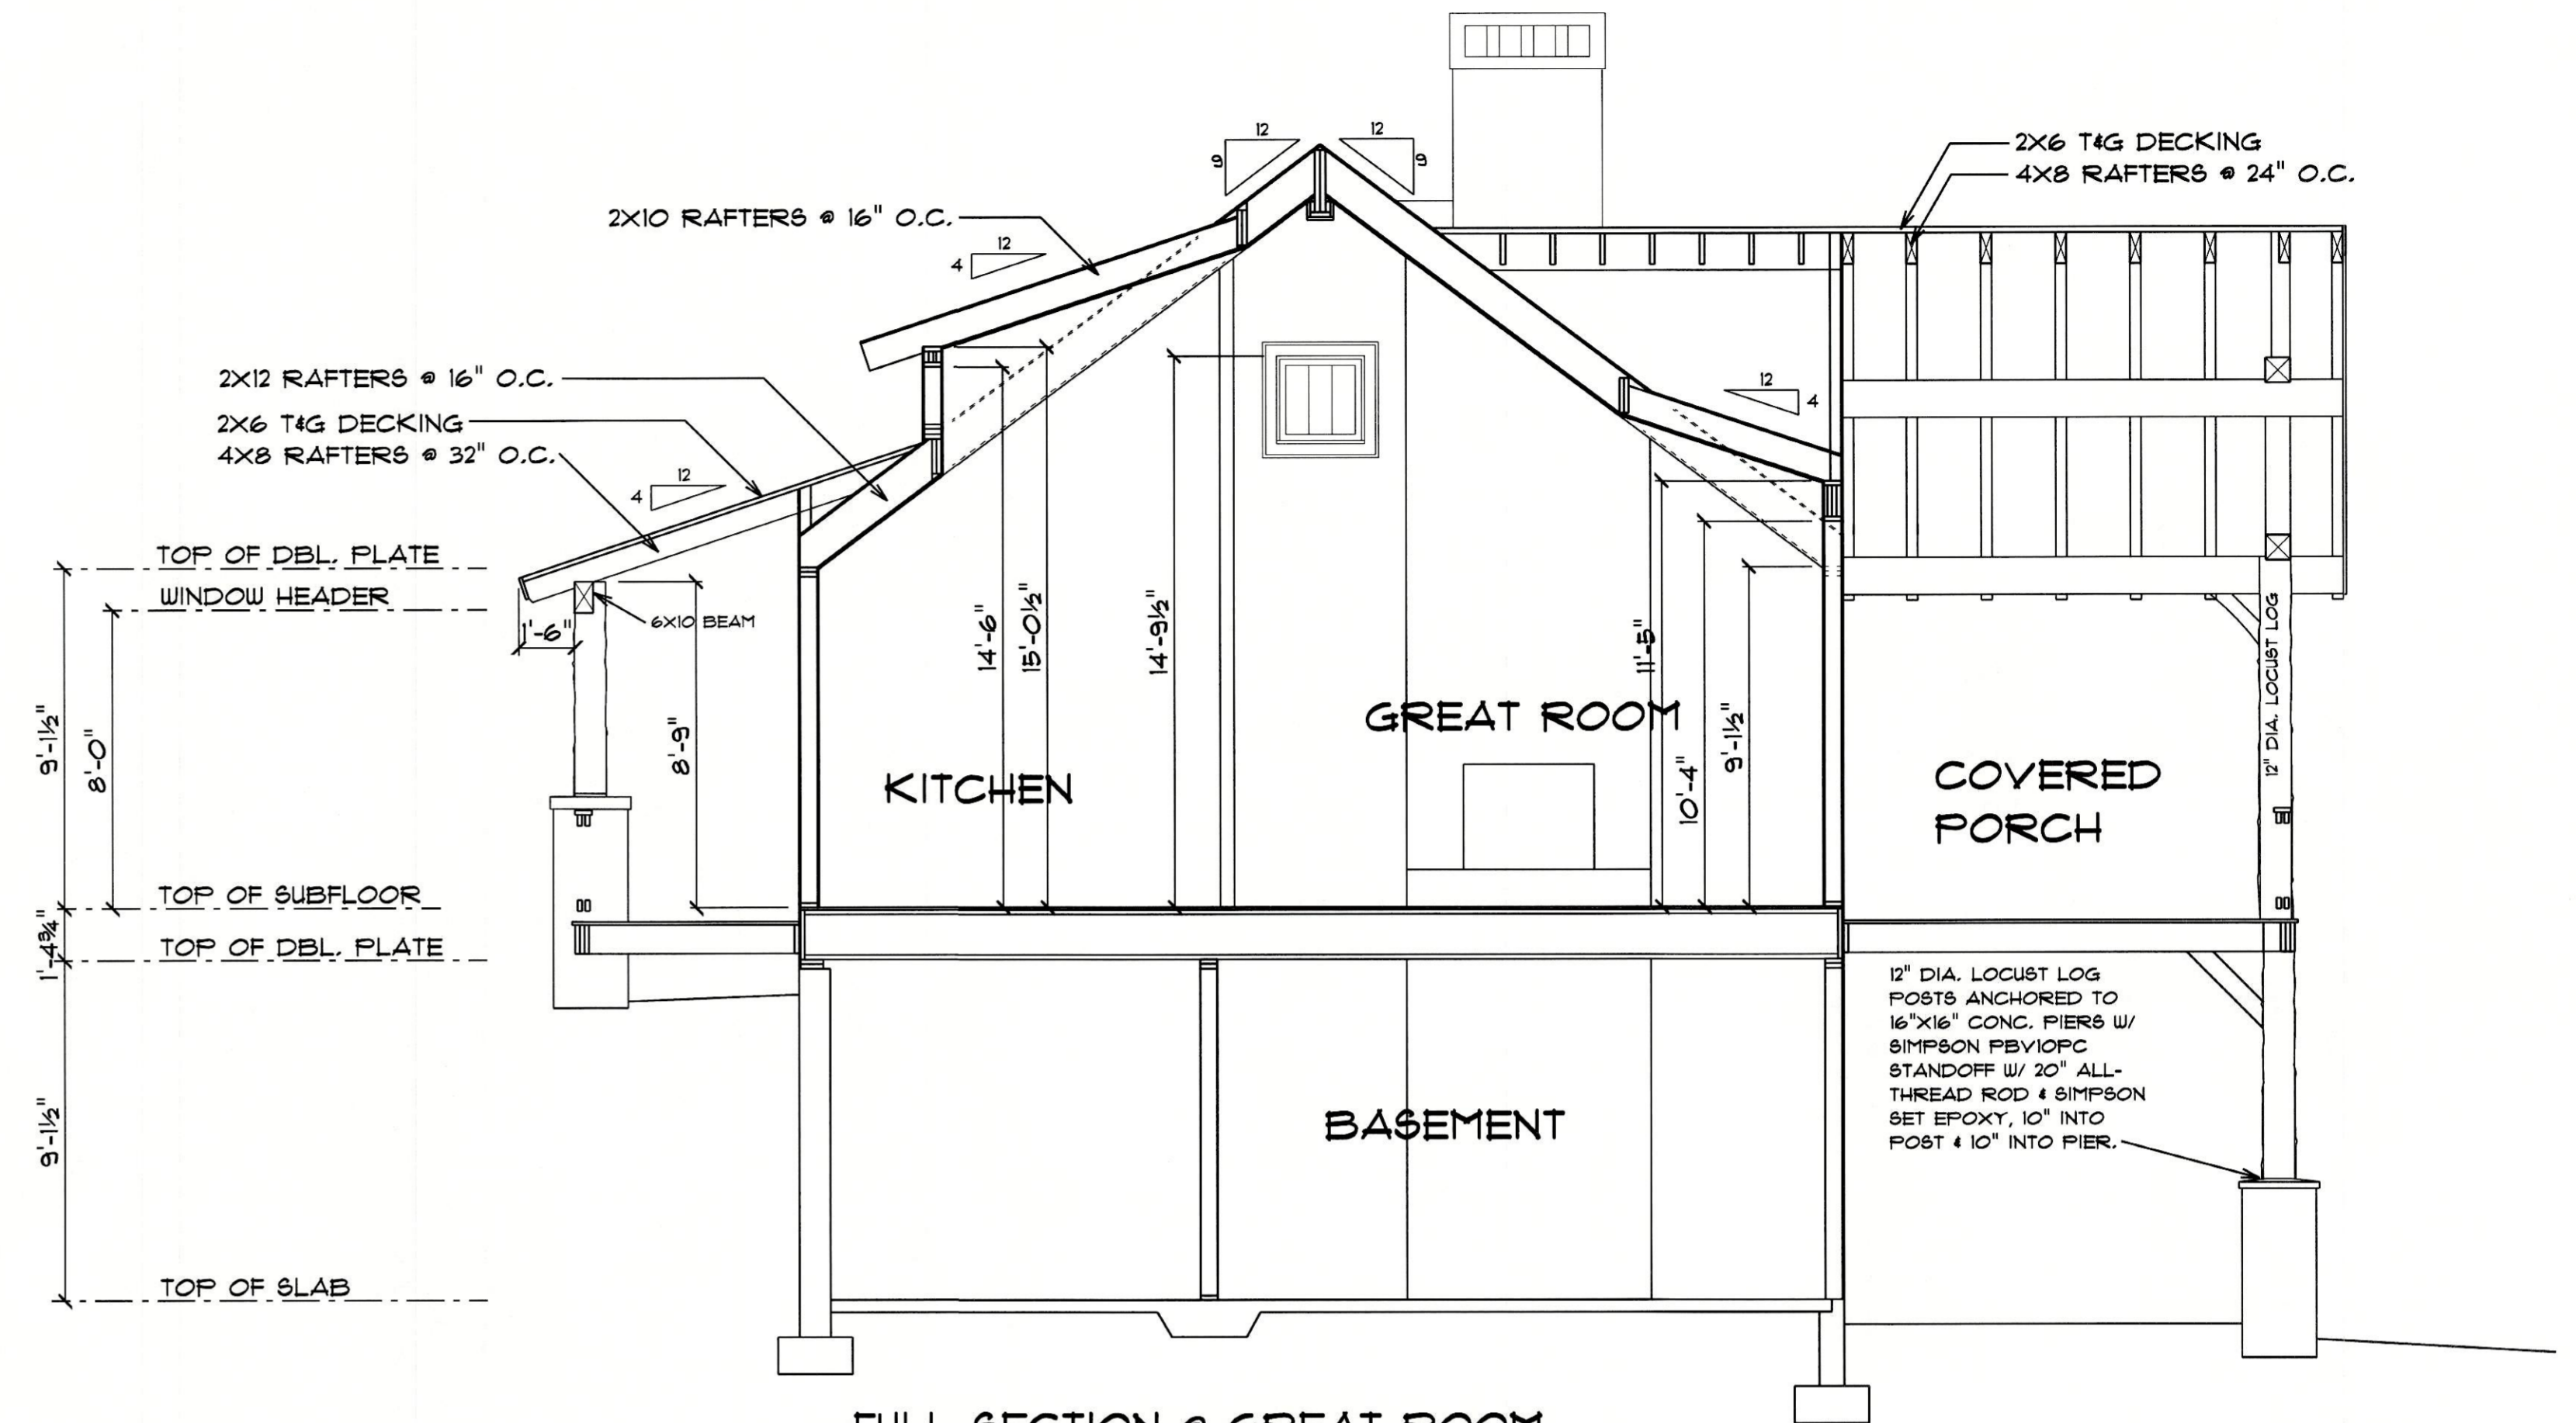 12
12
9
9
2X6 T&G DECKING
4X8 RAFTERS @ 24" O.C.
2X10 RAFTERS @ 16" O.C.
12
4
2X12 RAFTERS @ 16" O.C.
2X6 T&G DECKING
4X8 RAFTERS @ 32" O.C.
12
4
12
4
TOP OF DBL. PLATE
WINDOW HEADER
1'-6"
6X10 BEAM
9'-1½"
8'-0"
8'-9"
14'-6"
15'-0½"
14'-9½"
11'-5"
10'-4"
9'-1½"
12" DIA. LOCUST LOG
GREAT ROOM
KITCHEN
COVERED
PORCH
TOP OF SUBFLOOR
1'-4¾"
TOP OF DBL. PLATE
12" DIA. LOCUST LOG
POSTS ANCHORED TO
16"X16" CONC. PIERS W/
SIMPSON PBV10PC
STANDOFF W/ 20" ALL-
THREAD ROD & SIMPSON
SET EPOXY, 10" INTO
POST & 10" INTO PIER.
BASEMENT
9'-1½"
TOP OF SLAB
FULL SECTION @ GREAT ROOM